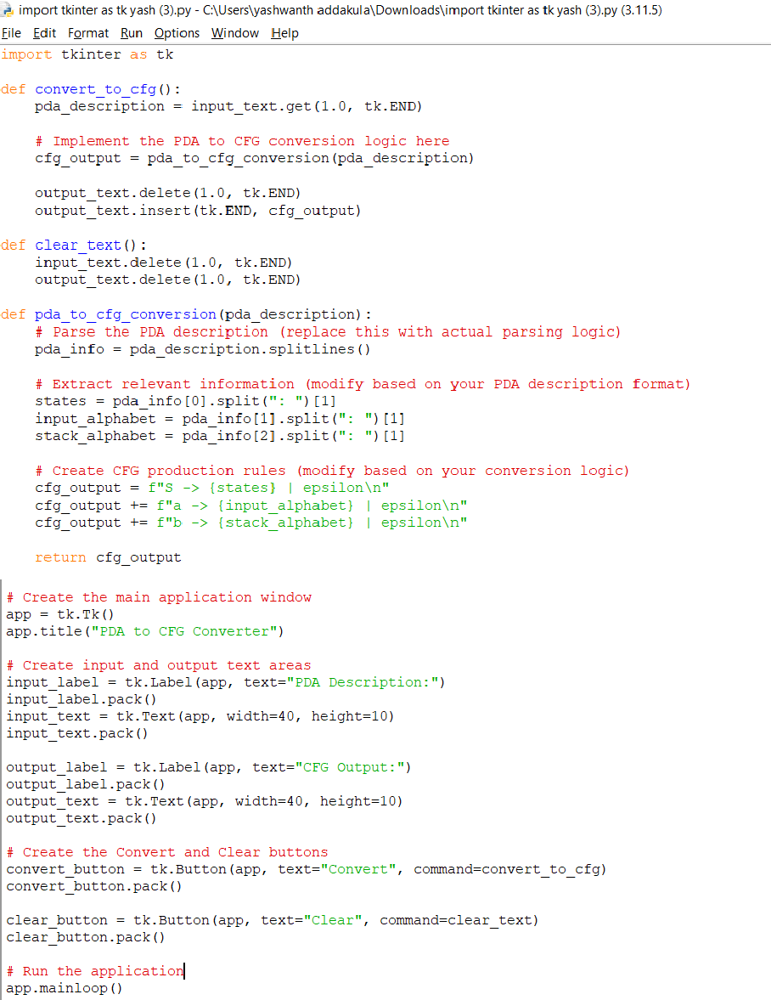 import tkinter as tk yash (3).py - C:\Users\yashwanth addakula\Downloads\import tkinter as tk yash (3).py (3.11.5)
File Edit Format Run Options Window Help
import tkinter as tk

def convert_to_cfg():
    pda_description = input_text.get(1.0, tk.END)

    # Implement the PDA to CFG conversion logic here
    cfg_output = pda_to_cfg_conversion(pda_description)

    output_text.delete(1.0, tk.END)
    output_text.insert(tk.END, cfg_output)

def clear_text():
    input_text.delete(1.0, tk.END)
    output_text.delete(1.0, tk.END)

def pda_to_cfg_conversion(pda_description):
    # Parse the PDA description (replace this with actual parsing logic)
    pda_info = pda_description.splitlines()

    # Extract relevant information (modify based on your PDA description format)
    states = pda_info[0].split(": ")[1]
    input_alphabet = pda_info[1].split(": ")[1]
    stack_alphabet = pda_info[2].split(": ")[1]

    # Create CFG production rules (modify based on your conversion logic)
    cfg_output = f"S -> {states} | epsilon\n"
    cfg_output += f"a -> {input_alphabet} | epsilon\n"
    cfg_output += f"b -> {stack_alphabet} | epsilon\n"

    return cfg_output

# Create the main application window
app = tk.Tk()
app.title("PDA to CFG Converter")

# Create input and output text areas
input_label = tk.Label(app, text="PDA Description:")
input_label.pack()
input_text = tk.Text(app, width=40, height=10)
input_text.pack()

output_label = tk.Label(app, text="CFG Output:")
output_label.pack()
output_text = tk.Text(app, width=40, height=10)
output_text.pack()

# Create the Convert and Clear buttons
convert_button = tk.Button(app, text="Convert", command=convert_to_cfg)
convert_button.pack()

clear_button = tk.Button(app, text="Clear", command=clear_text)
clear_button.pack()

# Run the application
app.mainloop()